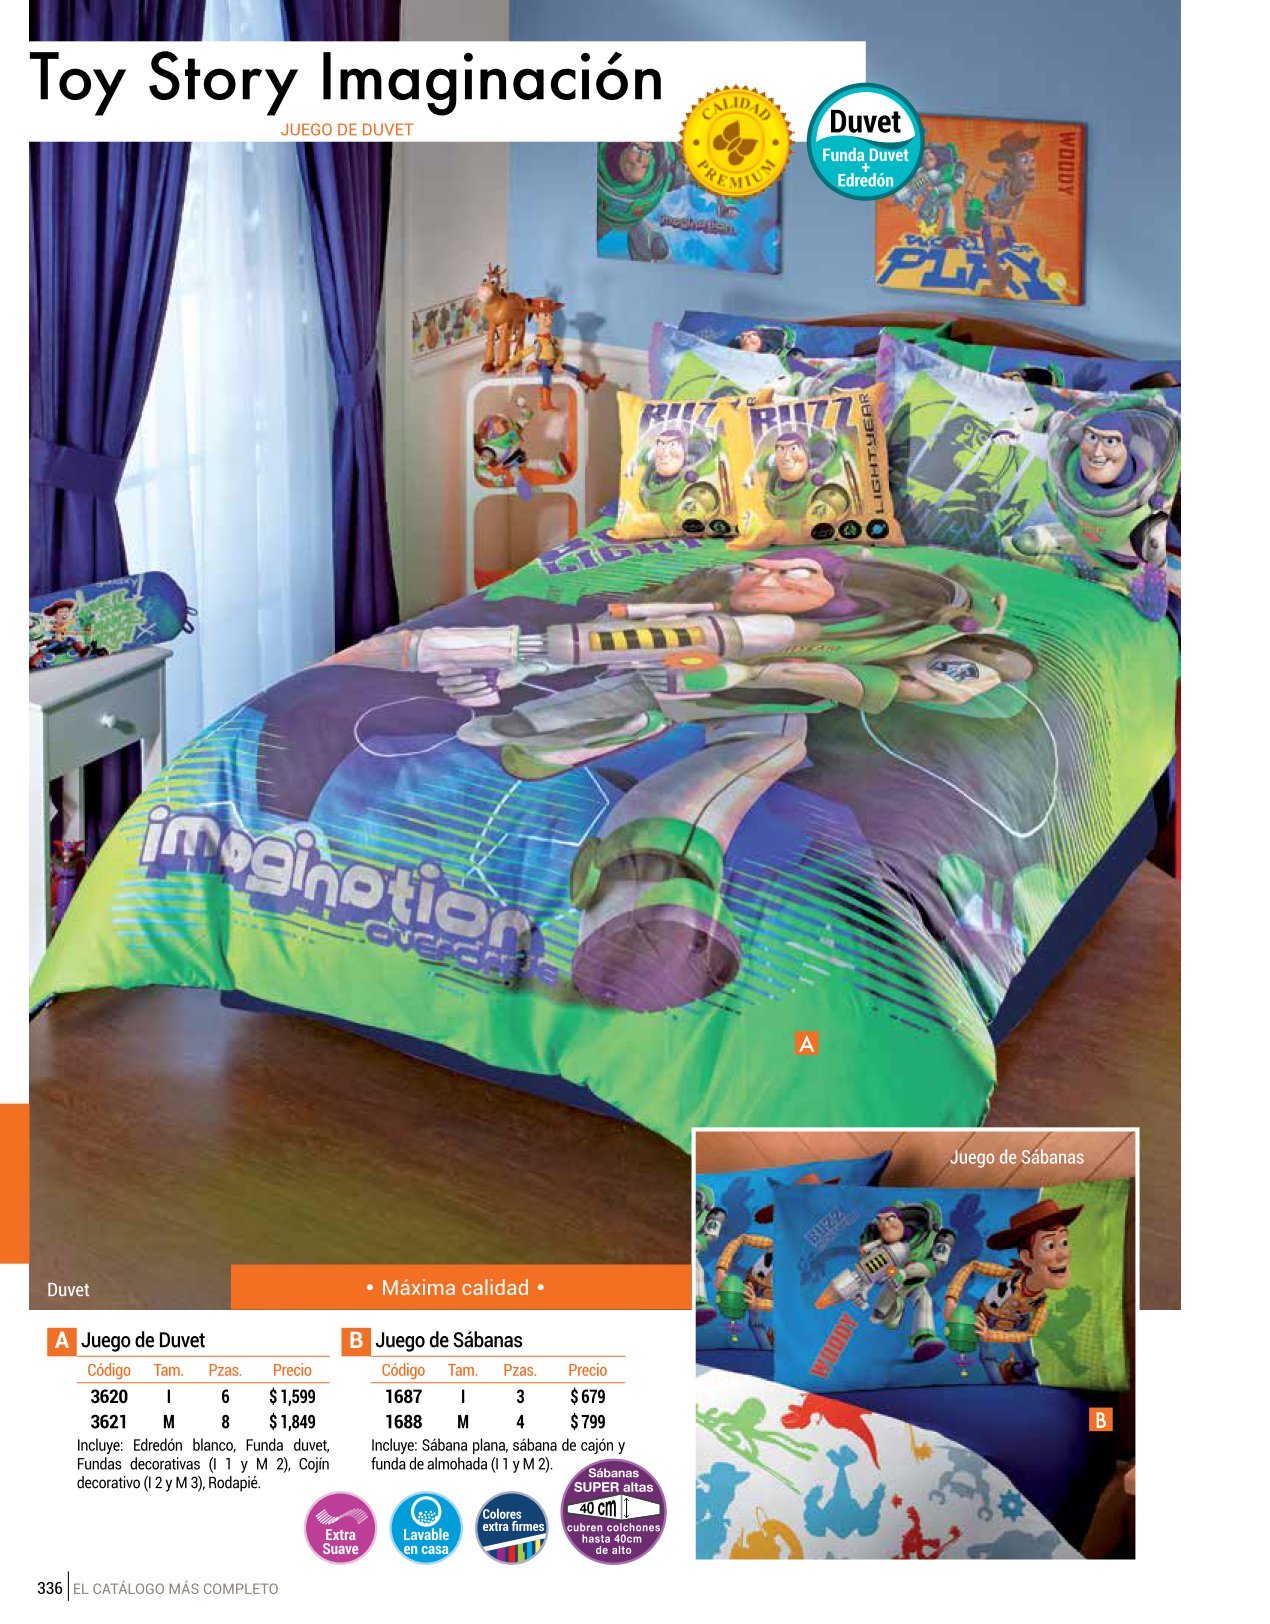 Toy Story Imaginación
JUEGO DE DUVET
CALIDAD
PREMIUM
Duvet
Funda Duvet
+
Edredón
imagination
WOODY
WORLD OF
PLAY
BUZZ
BUZZ
LIGHTYEAR
LIGHT
imagination
overdrive
A
Juego de Sábanas
BUZZ
WOODY
B
Duvet
• Máxima calidad •
A Juego de Duvet
Código Tam. Pzas. Precio
3620 I 6 $ 1,599
3621 M 8 $ 1,849
Incluye: Edredón blanco, Funda duvet,
Fundas decorativas (I 1 y M 2), Cojín
decorativo (I 2 y M 3), Rodapié.
B Juego de Sábanas
Código Tam. Pzas. Precio
1687 I 3 $ 679
1688 M 4 $ 799
Incluye: Sábana plana, sábana de cajón y
funda de almohada (I 1 y M 2).
Extra
Suave
Lavable
en casa
Colores
extra firmes
Sábanas
SUPER altas
40 cm
cubren colchones
hasta 40cm
de alto
336 EL CATÁLOGO MÁS COMPLETO